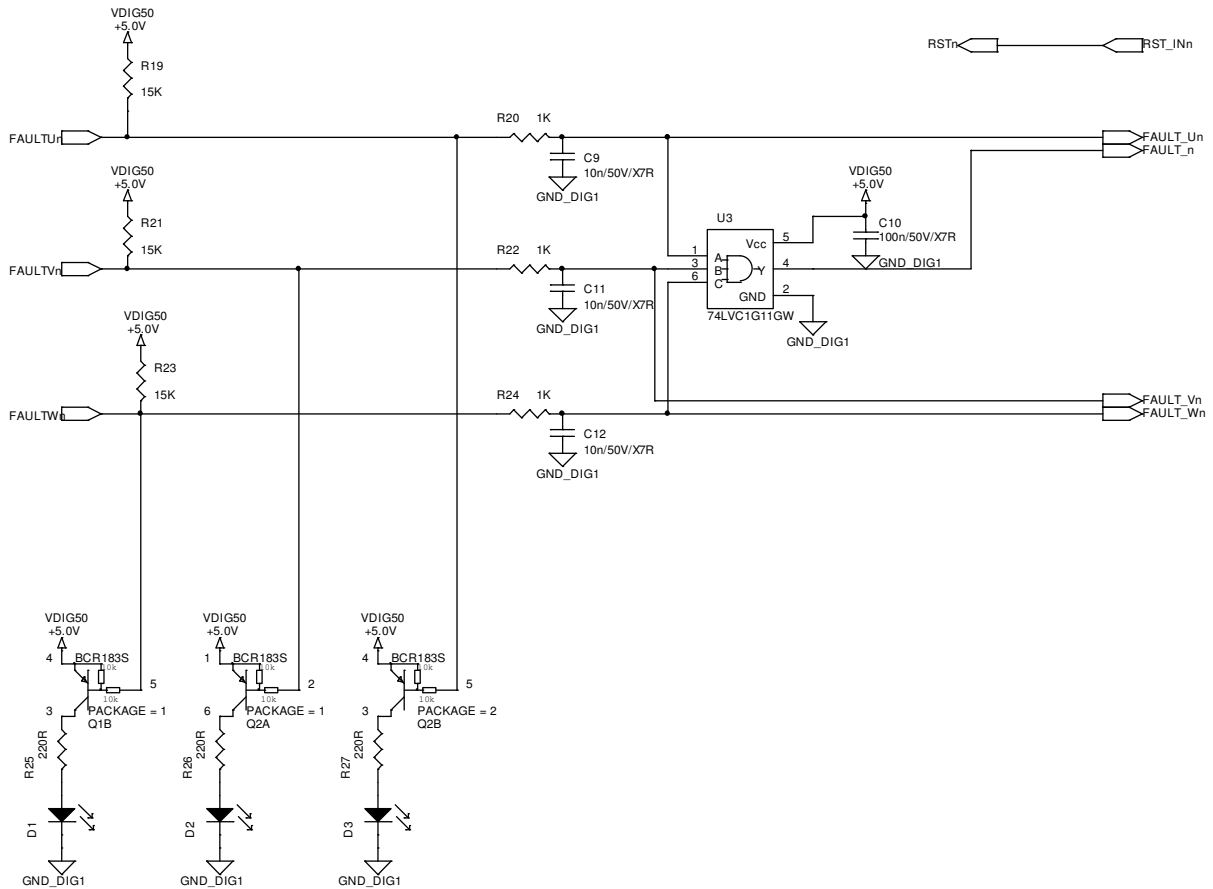 VDIG50
+5.0V
R19
15K
FAULTUn
RSTn
RST_INn
R20 1K
C9
10n/50V/X7R
GND_DIG1
FAULT_Un
FAULT_n
VDIG50
+5.0V
R21
15K
FAULTVn
R22 1K
C11
10n/50V/X7R
GND_DIG1
VDIG50
+5.0V
C10
100n/50V/X7R
GND_DIG1
U3
1
3
6
A
B
C
Y
Vcc
GND
5
4
2
74LVC1G11GW
GND_DIG1
VDIG50
+5.0V
R23
15K
FAULTWn
R24 1K
C12
10n/50V/X7R
GND_DIG1
FAULT_Vn
FAULT_Wn
VDIG50
+5.0V
4
BCR183S
10k
10k
5
3
PACKAGE = 1
Q1B
R25
220R
D1
GND_DIG1
VDIG50
+5.0V
1
BCR183S
10k
10k
2
6
PACKAGE = 1
Q2A
R26
220R
D2
GND_DIG1
VDIG50
+5.0V
4
BCR183S
10k
10k
5
3
PACKAGE = 2
Q2B
R27
220R
D3
GND_DIG1